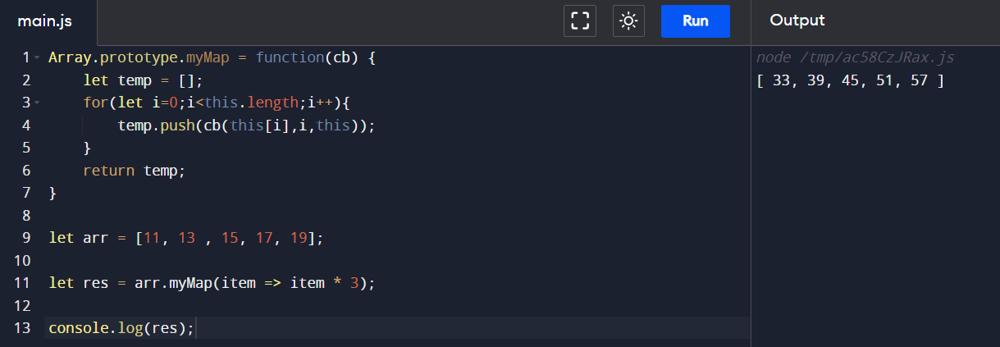 main.js
Run
Output
1 Array.prototype.myMap = function(cb) {
2     let temp = [];
3     for(let i=0;i<this.length;i++){
4         temp.push(cb(this[i],i,this));
5     }
6     return temp;
7 }
8
9 let arr = [11, 13 , 15, 17, 19];
10
11 let res = arr.myMap(item => item * 3);
12
13 console.log(res);
node /tmp/ac58CzJRax.js
[ 33, 39, 45, 51, 57 ]